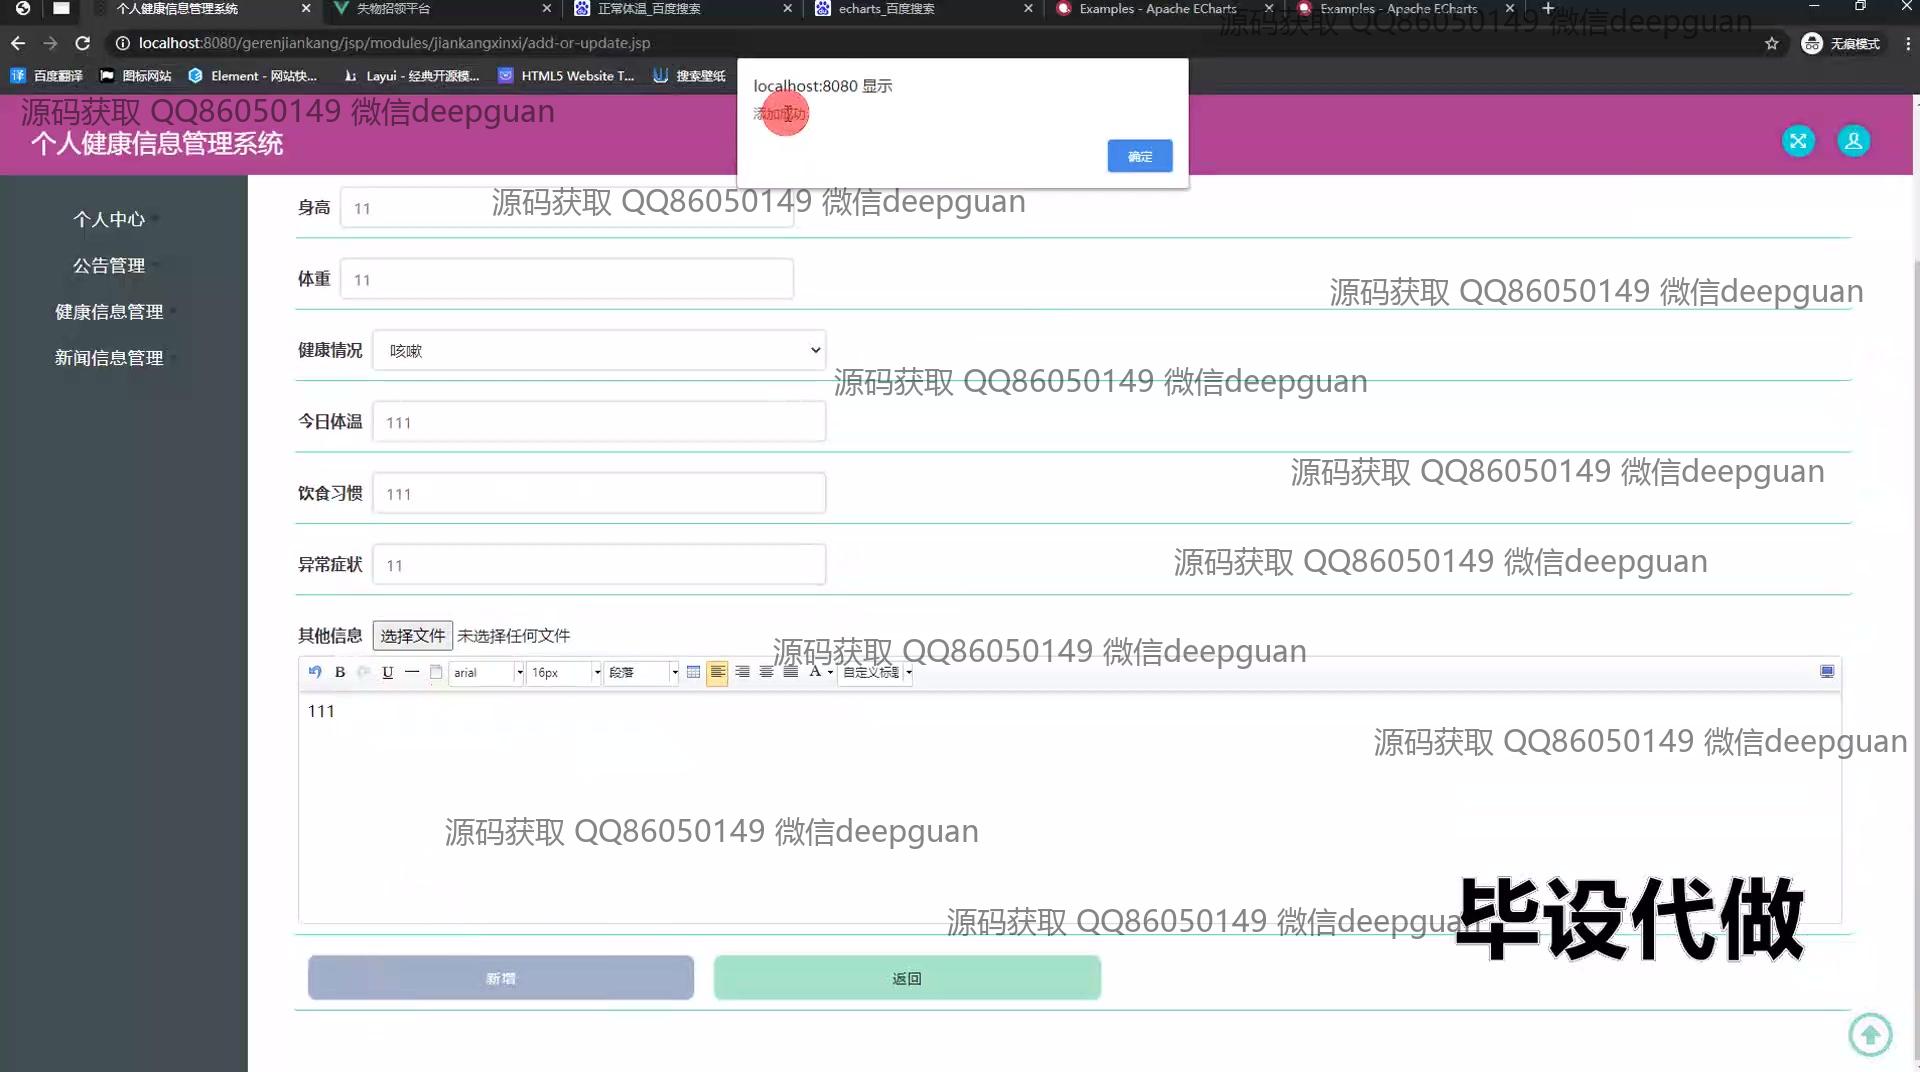 个人健康信息管理系统
失物招领平台
正常体温_百度搜索
echarts_百度搜索
Examples - Apache ECharts
Examples - Apache ECharts
源码获取 QQ86050149 微信deepguan
localhost:8080/gerenjiankang/jsp/modules/jiankangxinxi/add-or-update.jsp
无痕模式
百度翻译
图标网站
Element - 网站快...
Layui - 经典开源模...
HTML5 Website T...
搜索壁纸
localhost:8080 显示
添加成功
确定
源码获取 QQ86050149 微信deepguan
个人健康信息管理系统
个人中心
公告管理
健康信息管理
新闻信息管理
身高 11
源码获取 QQ86050149 微信deepguan
体重 11
源码获取 QQ86050149 微信deepguan
健康情况 咳嗽
源码获取 QQ86050149 微信deepguan
今日体温 111
源码获取 QQ86050149 微信deepguan
饮食习惯 111
异常症状 11
源码获取 QQ86050149 微信deepguan
其他信息 选择文件 未选择任何文件
源码获取 QQ86050149 微信deepguan
B U arial 16px 段落 A 自定义标题
111
源码获取 QQ86050149 微信deepguan
源码获取 QQ86050149 微信deepguan
源码获取 QQ86050149 微信deepguan
毕设代做
新增
返回